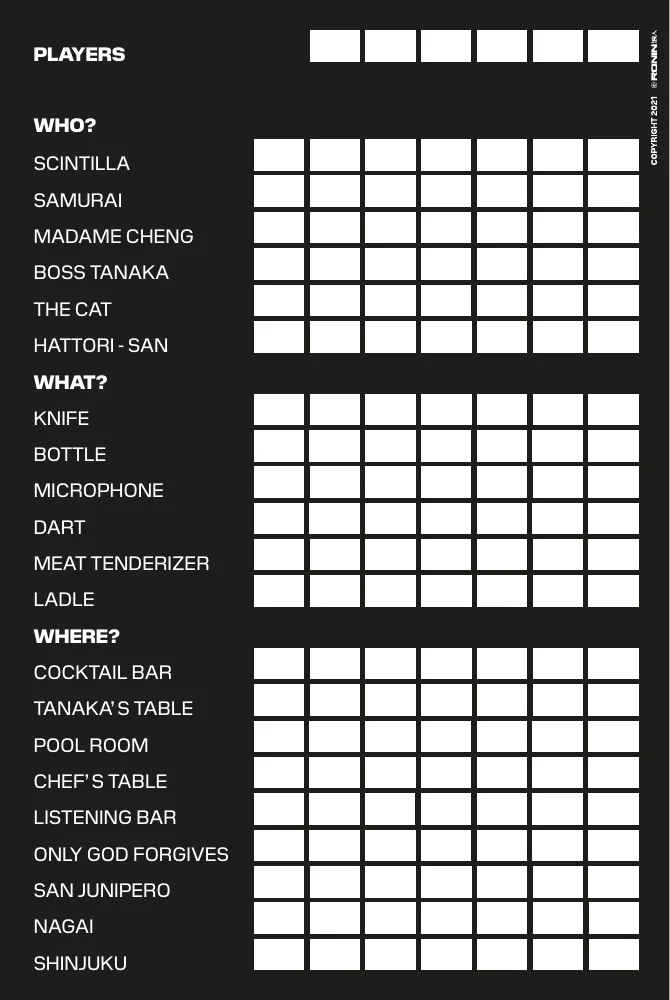 PLAYERS
COPYRIGHT 2021 © RONIN
WHO?
SCINTILLA
SAMURAI
MADAME CHENG
BOSS TANAKA
THE CAT
HATTORI - SAN
WHAT?
KNIFE
BOTTLE
MICROPHONE
DART
MEAT TENDERIZER
LADLE
WHERE?
COCKTAIL BAR
TANAKA’ S TABLE
POOL ROOM
CHEF’ S TABLE
LISTENING BAR
ONLY GOD FORGIVES
SAN JUNIPERO
NAGAI
SHINJUKU